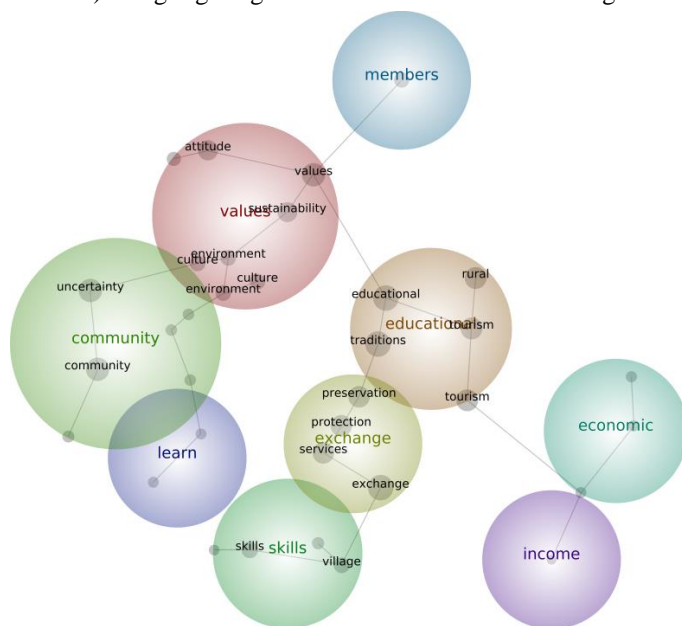 members
attitude
values
sustainability
values
environment
culture
culture
environment
uncertainty
community
community
rural
educational
educational
tourism
traditions
tourism
preservation
protection
exchange
services
exchange
economic
learn
skills
skills
village
income